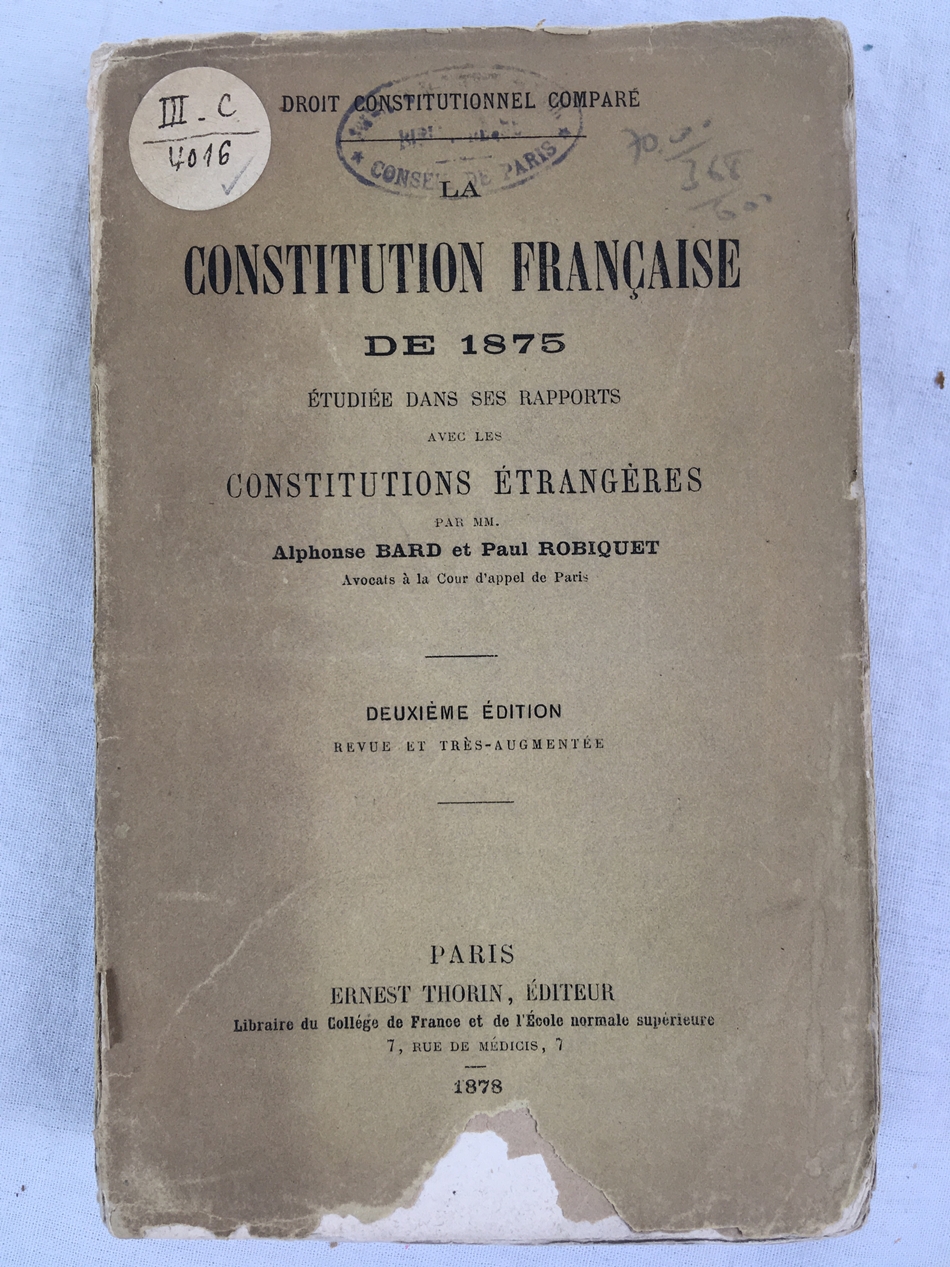 III - C
4016
DROIT CONSTITUTIONNEL COMPARÉ
CONSEIL DE PARIS
LA
CONSTITUTION FRANÇAISE
DE 1875
ÉTUDIÉE DANS SES RAPPORTS
AVEC LES
CONSTITUTIONS ÉTRANGÈRES
PAR MM.
Alphonse BARD et Paul ROBIQUET
Avocats à la Cour d'appel de Paris
DEUXIÈME ÉDITION
REVUE ET TRÈS-AUGMENTÉE
PARIS
ERNEST THORIN, ÉDITEUR
Libraire du Collége de France et de l'École normale supérieure
7, RUE DE MÉDICIS, 7
1878